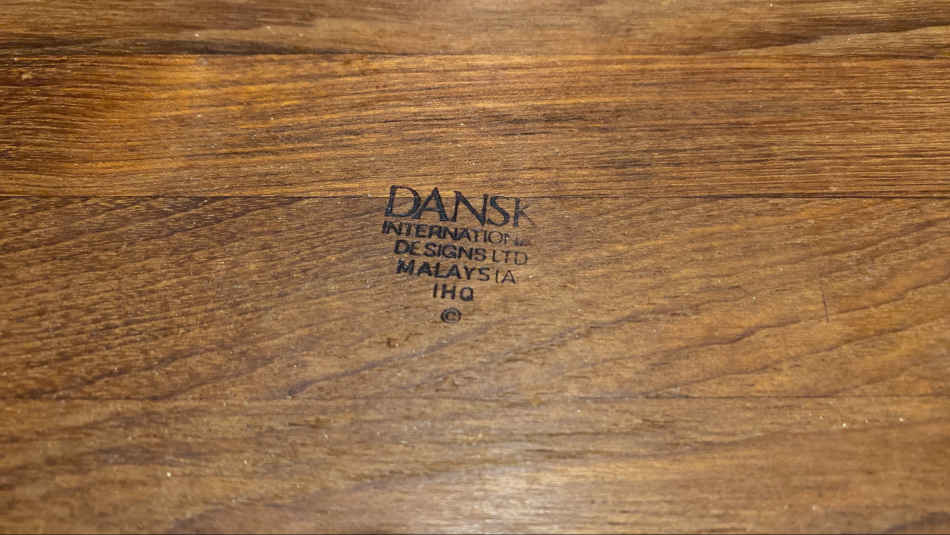 DANSK
INTERNATIONAL
DESIGNS LTD
MALAYSIA
IHQ
©